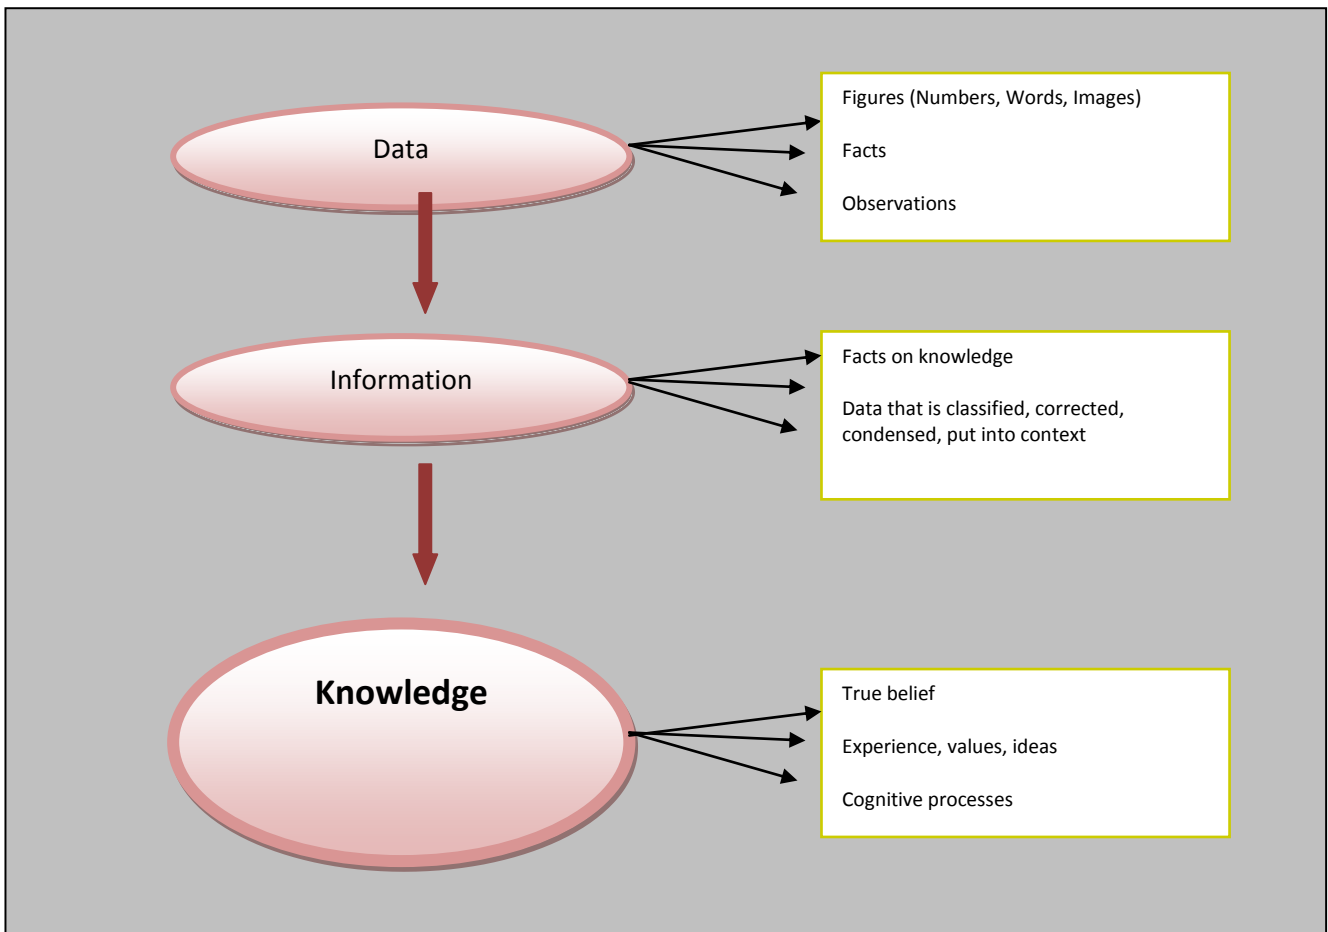 Data
Figures (Numbers, Words, Images)
Facts
Observations
Information
Facts on knowledge
Data that is classified, corrected,
condensed, put into context
Knowledge
True belief
Experience, values, ideas
Cognitive processes